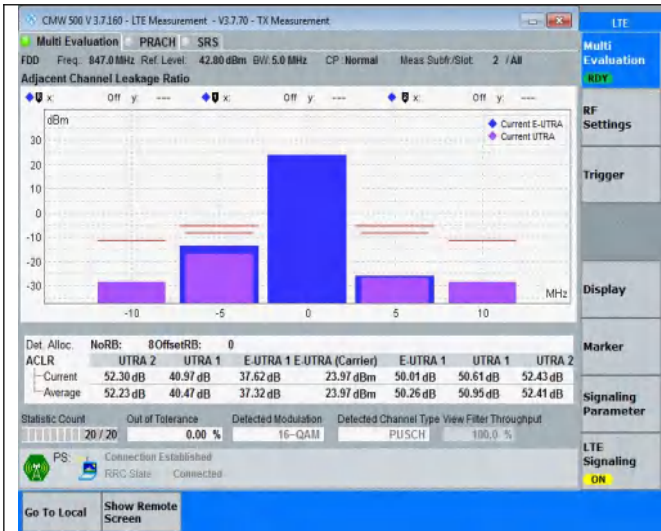 CMW 500 V 3.7.160 - LTE Measurement - V3.7.70 - TX Measurement
LTE
Multi Evaluation PRACH SRS
Multi Evaluation
RDY
FDD Freq: 847.0 MHz Ref. Level: 42.80 dBm BW: 5.0 MHz CP: Normal Meas Subfr./Slot: 2 / All
Adjacent Channel Leakage Ratio
x: Off y: --- x: Off y: --- x: Off y: ---
dBm
Current E-UTRA
Current UTRA
30
20
10
0
-10
-20
-30
MHz
-10 -5 0 5 10
RF Settings
Trigger
Display
Marker
Signaling Parameter
LTE Signaling
ON
Det. Alloc. NoRB: 8 OffsetRB: 0
ACLR UTRA 2 UTRA 1 E-UTRA 1 E-UTRA (Carrier) E-UTRA 1 UTRA 1 UTRA 2
Current 52.30 dB 40.97 dB 37.62 dB 23.97 dBm 50.01 dB 50.61 dB 52.43 dB
Average 52.23 dB 40.47 dB 37.32 dB 23.97 dBm 50.26 dB 50.95 dB 52.41 dB
Statistic Count Out of Tolerance Detected Modulation Detected Channel Type View Filter Throughput
20 / 20 0.00 % 16-QAM PUSCH 100.0 %
PS: Connection Established
RRC State Connected
Go To Local Show Remote Screen